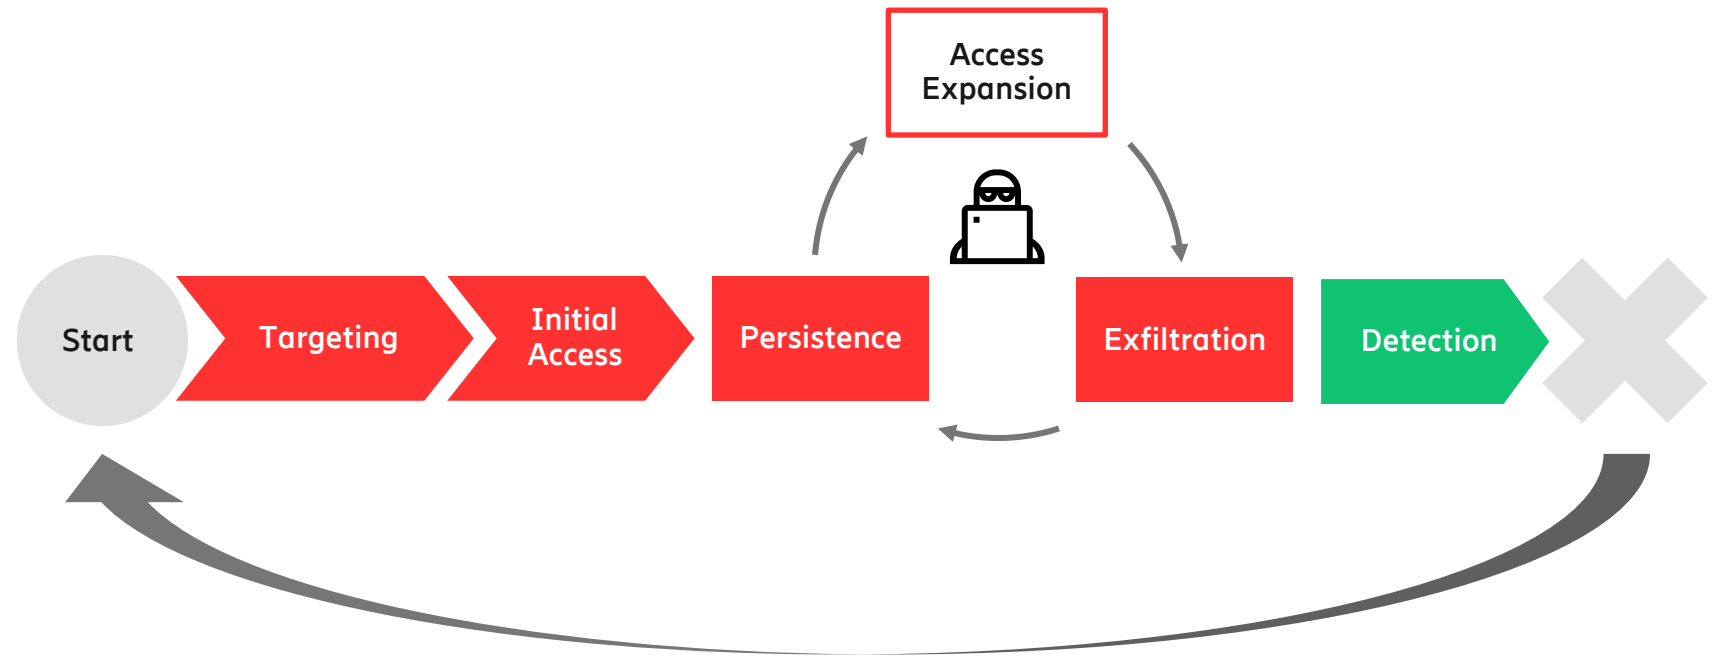 Access
Expansion
Start
Targeting
Initial
Access
Persistence
Exfiltration
Detection